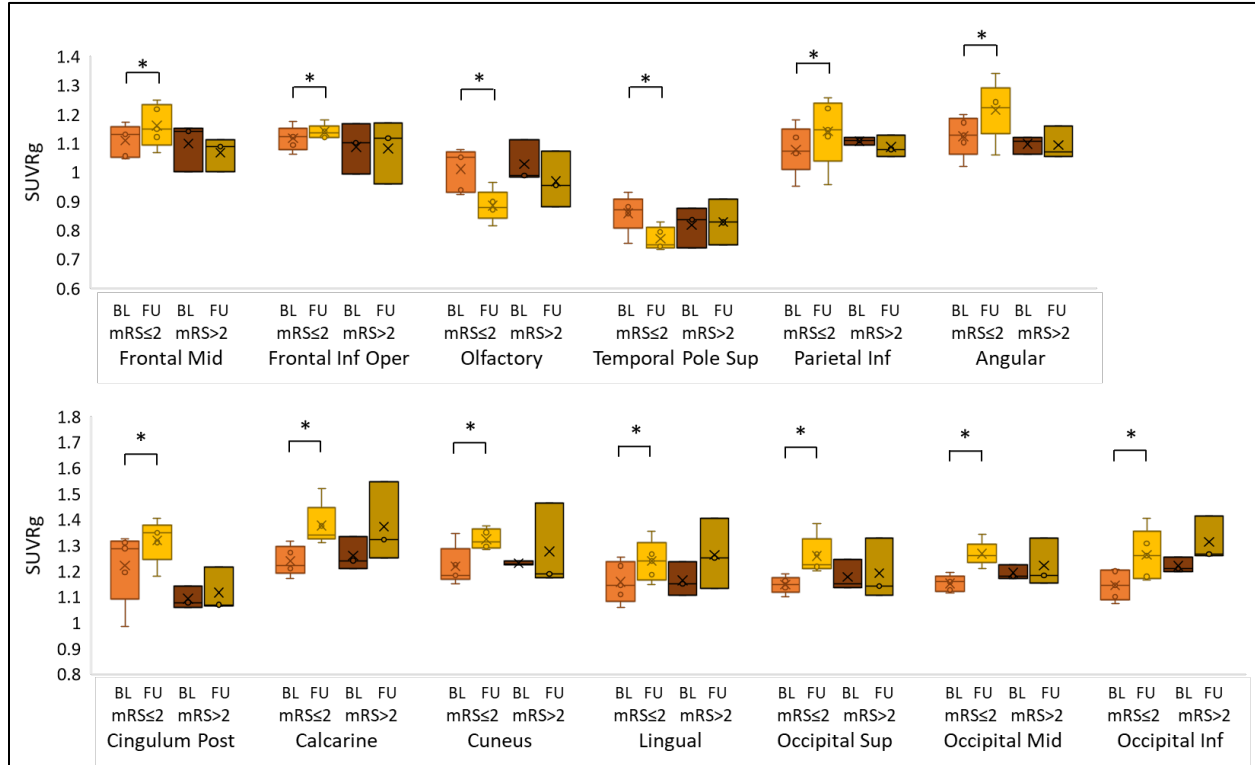 * * * * * *
1.4
1.3
1.2
1.1
1
0.9
0.8
0.7
0.6
SUVRg
BL FU BL FU BL FU BL FU BL FU BL FU BL FU BL FU BL FU BL FU BL FU BL FU
mRS≤2 mRS>2 mRS≤2 mRS>2 mRS≤2 mRS>2 mRS≤2 mRS>2 mRS≤2 mRS>2 mRS≤2 mRS>2
Frontal Mid Frontal Inf Oper Olfactory Temporal Pole Sup Parietal Inf Angular
* * * * * * *
1.8
1.7
1.6
1.5
1.4
1.3
1.2
1.1
1
0.9
0.8
SUVRg
BL FU BL FU BL FU BL FU BL FU BL FU BL FU BL FU BL FU BL FU BL FU BL FU BL FU BL FU
mRS≤2 mRS>2 mRS≤2 mRS>2 mRS≤2 mRS>2 mRS≤2 mRS>2 mRS≤2 mRS>2 mRS≤2 mRS>2 mRS≤2 mRS>2
Cingulum Post Calcarine Cuneus Lingual Occipital Sup Occipital Mid Occipital Inf